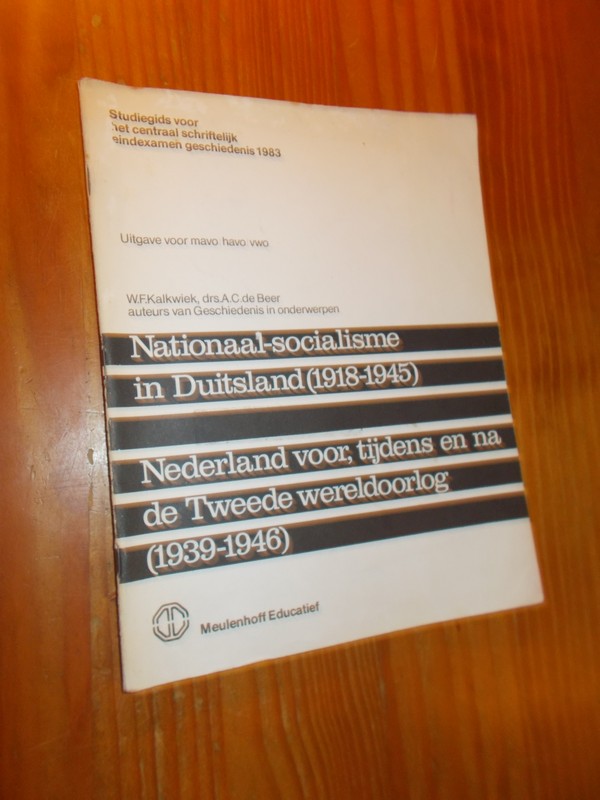 Studiegids voor
het centraal schriftelijk
eindexamen geschiedenis 1983
Uitgave voor mavo/havo/vwo
W.F.Kalkwiek, drs.A.C.de Beer
auteurs van Geschiedenis in onderwerpen
Nationaal-socialisme
in Duitsland (1918-1945)
Nederland voor, tijdens en na
de Tweede wereldoorlog
(1939-1946)
Meulenhoff Educatief